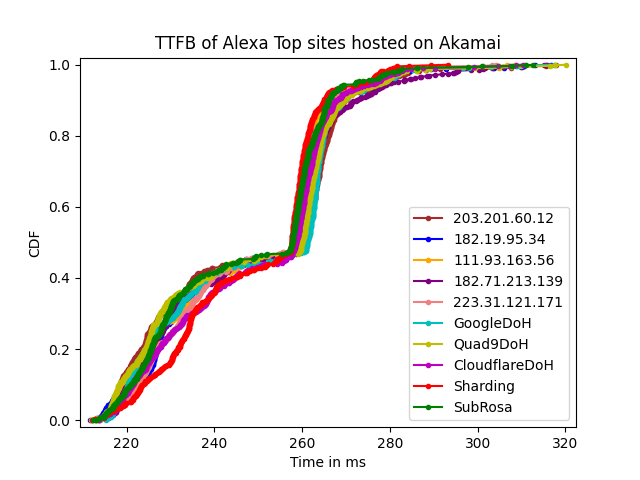 TTFB of Alexa Top sites hosted on Akamai
CDF
1.0
0.8
0.6
0.4
0.2
0.0
203.201.60.12
182.19.95.34
111.93.163.56
182.71.213.139
223.31.121.171
GoogleDoH
Quad9DoH
CloudflareDoH
Sharding
SubRosa
220 240 260 280 300 320
Time in ms